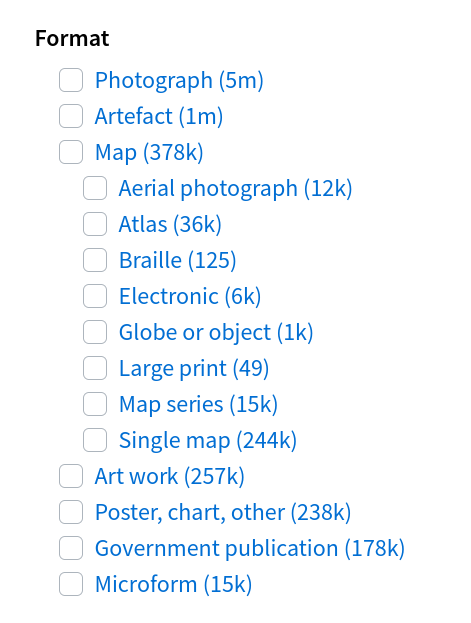 Format
Photograph (5m)
Artefact (1m)
Map (378k)
Aerial photograph (12k)
Atlas (36k)
Braille (125)
Electronic (6k)
Globe or object (1k)
Large print (49)
Map series (15k)
Single map (244k)
Art work (257k)
Poster, chart, other (238k)
Government publication (178k)
Microform (15k)